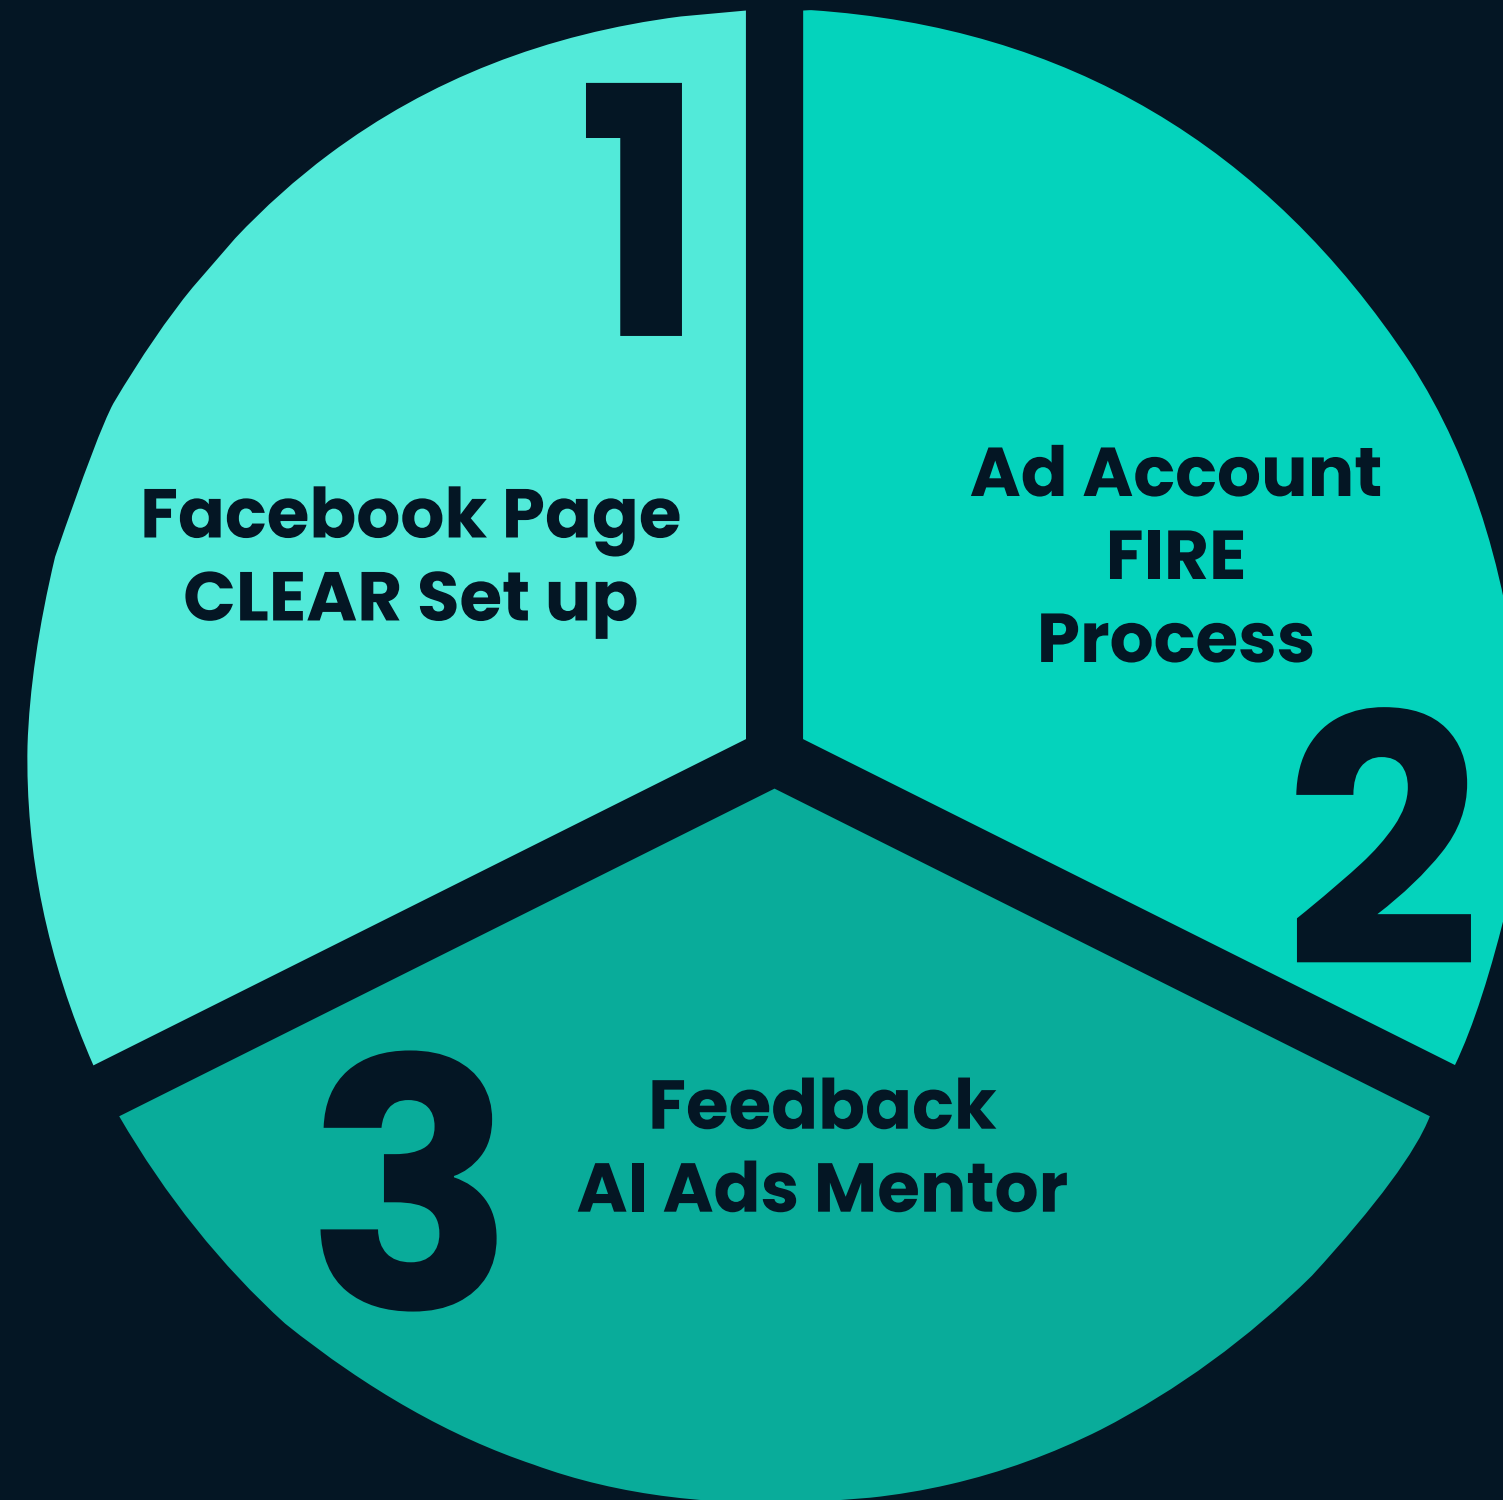 1
Facebook Page
CLEAR Set up
Ad Account
FIRE
Process
2
3
Feedback
AI Ads Mentor